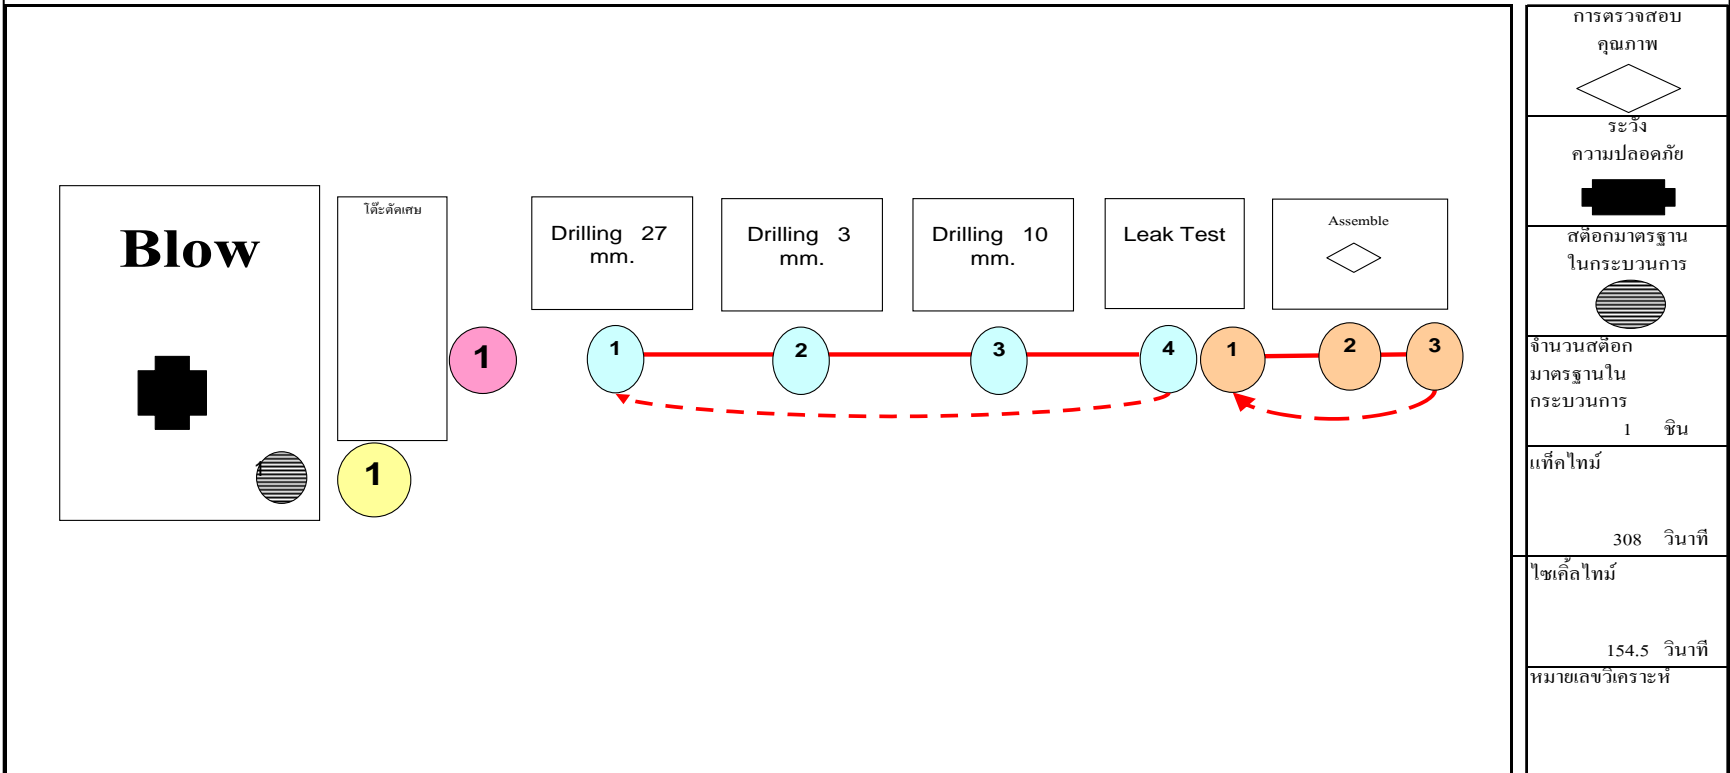 Blow
1
โต๊ะตัดเศษ
1
1
Drilling 27
mm.
Drilling 3
mm.
Drilling 10
mm.
Leak Test
Assemble
1
2
3
4
1
2
3
การตรวจสอบ
คุณภาพ
ระวัง
ความปลอดภัย
สต๊อกมาตรฐาน
ในกระบวนการ
จำนวนสต๊อก
มาตรฐานใน
กระบวนการ
1 ชิน
แท็คไทม์
308 วินาที
ไซเคิ้ลไทม์
154.5 วินาที
หมายเลขวิเคราะห์